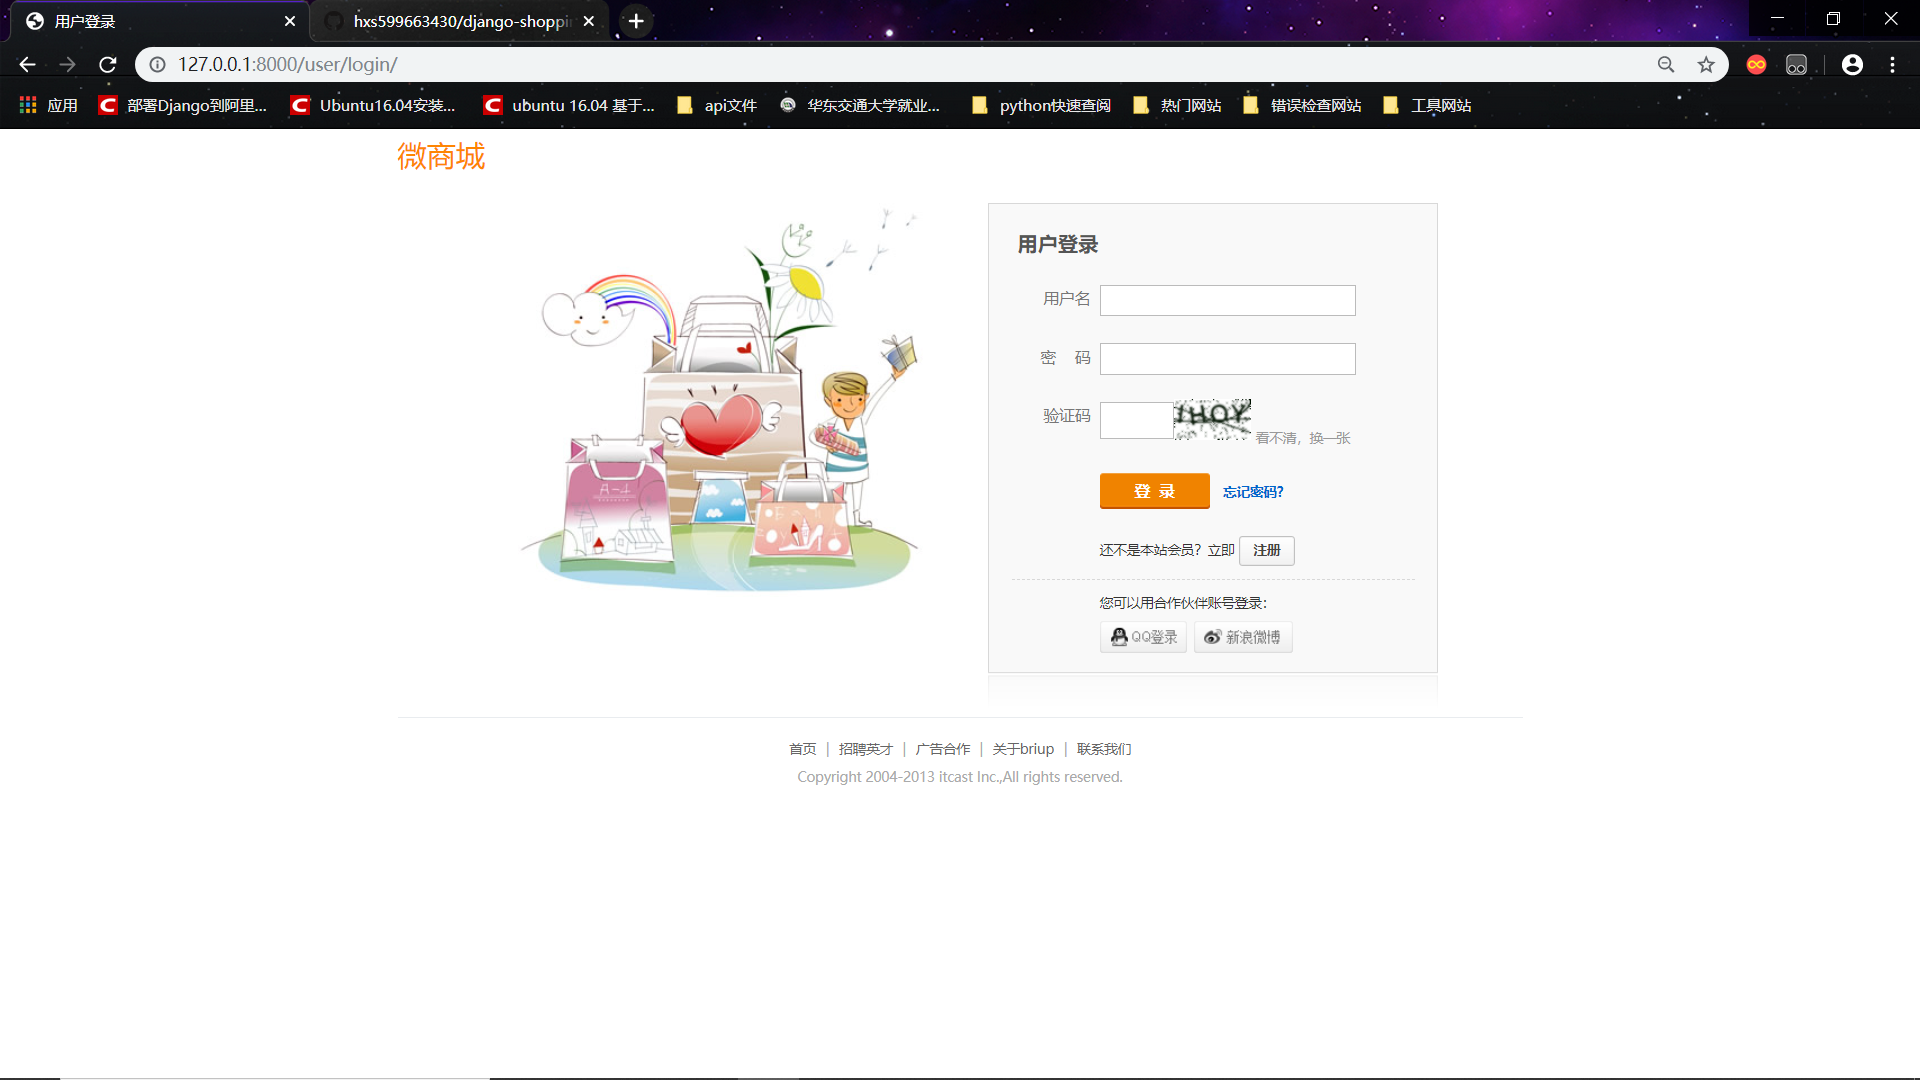 用户登录
hxs599663430/django-shoppin
127.0.0.1:8000/user/login/
应用 部署Django到阿里... Ubuntu16.04安装... ubuntu 16.04 基于... api文件 华东交通大学就业... python快速查阅 热门网站 错误检查网站 工具网站
微商城
用户登录
用户名
密 码
验证码 IHOY 看不清，换一张
登 录 忘记密码?
还不是本站会员？立即 注册
您可以用合作伙伴账号登录：
QQ登录 新浪微博
首页 | 招聘英才 | 广告合作 | 关于briup | 联系我们
Copyright 2004-2013 itcast Inc.,All rights reserved.